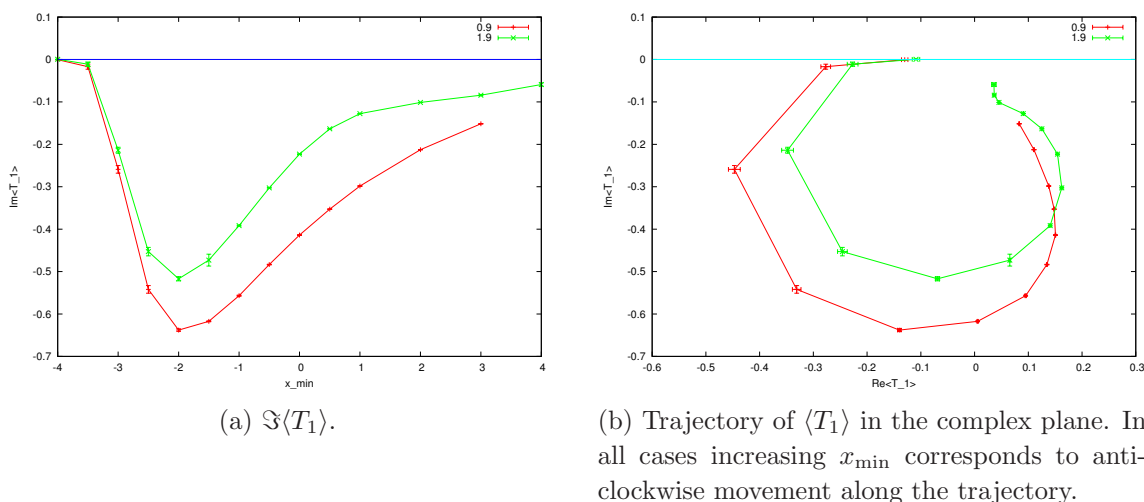 0.1
0
-0.1
-0.2
-0.3
-0.4
-0.5
-0.6
-0.7
Im<T_1>
-4 -3 -2 -1 0 1 2 3 4
x_min
0.9
1.9
(a) ℑ⟨T₁⟩.
0.1
0
-0.1
-0.2
-0.3
-0.4
-0.5
-0.6
-0.7
Im<T_1>
-0.6 -0.5 -0.4 -0.3 -0.2 -0.1 0 0.1 0.2 0.3
Re<T_1>
0.9
1.9
(b) Trajectory of ⟨T₁⟩ in the complex plane. In
all cases increasing x_min corresponds to anti-
clockwise movement along the trajectory.